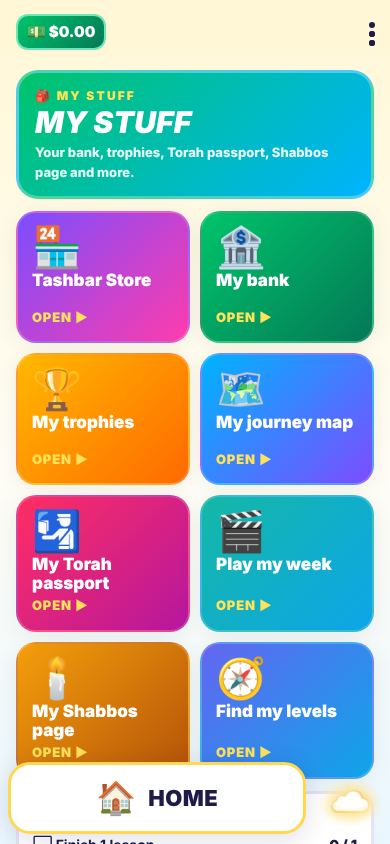 $0.00
MY STUFF
MY STUFF
Your bank, trophies, Torah passport, Shabbos
page and more.
24
Tashbar Store
OPEN ▶
My bank
OPEN ▶
My trophies
OPEN ▶
My journey map
OPEN ▶
My Torah
passport
OPEN ▶
Play my week
OPEN ▶
My Shabbos
page
OPEN ▶
Find my levels
OPEN ▶
HOME
Finish 1 lesson
0 / 1